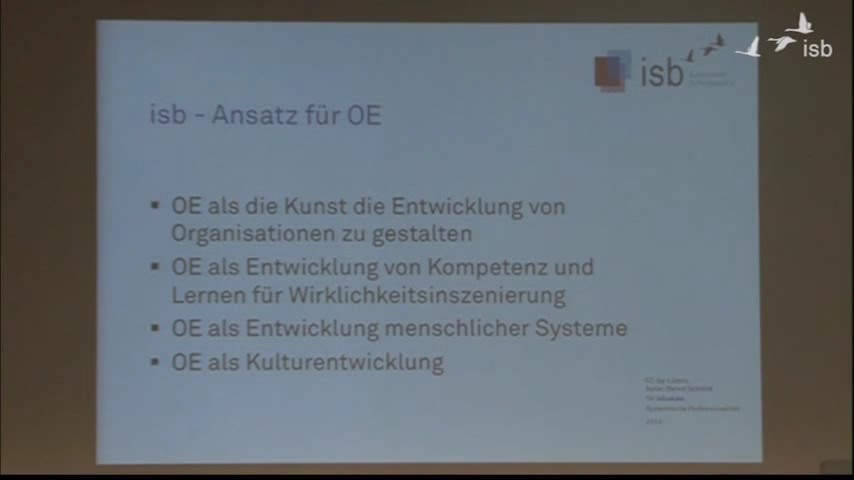 isb
isb
isb - Ansatz für OE
▪ OE als die Kunst die Entwicklung von
Organisationen zu gestalten
▪ OE als Entwicklung von Kompetenz und
Lernen für Wirklichkeitsinszenierung
▪ OE als Entwicklung menschlicher Systeme
▪ OE als Kulturentwicklung